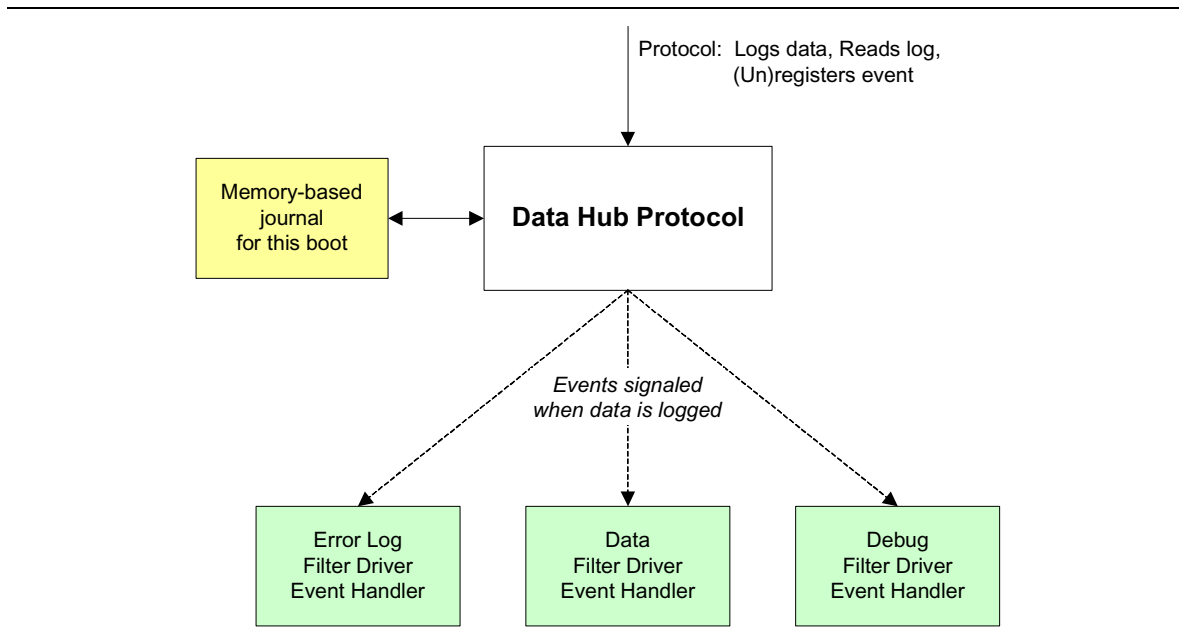 Protocol: Logs data, Reads log,
(Un)registers event
Memory-based
journal
for this boot
Data Hub Protocol
Events signaled
when data is logged
Error Log
Filter Driver
Event Handler
Data
Filter Driver
Event Handler
Debug
Filter Driver
Event Handler